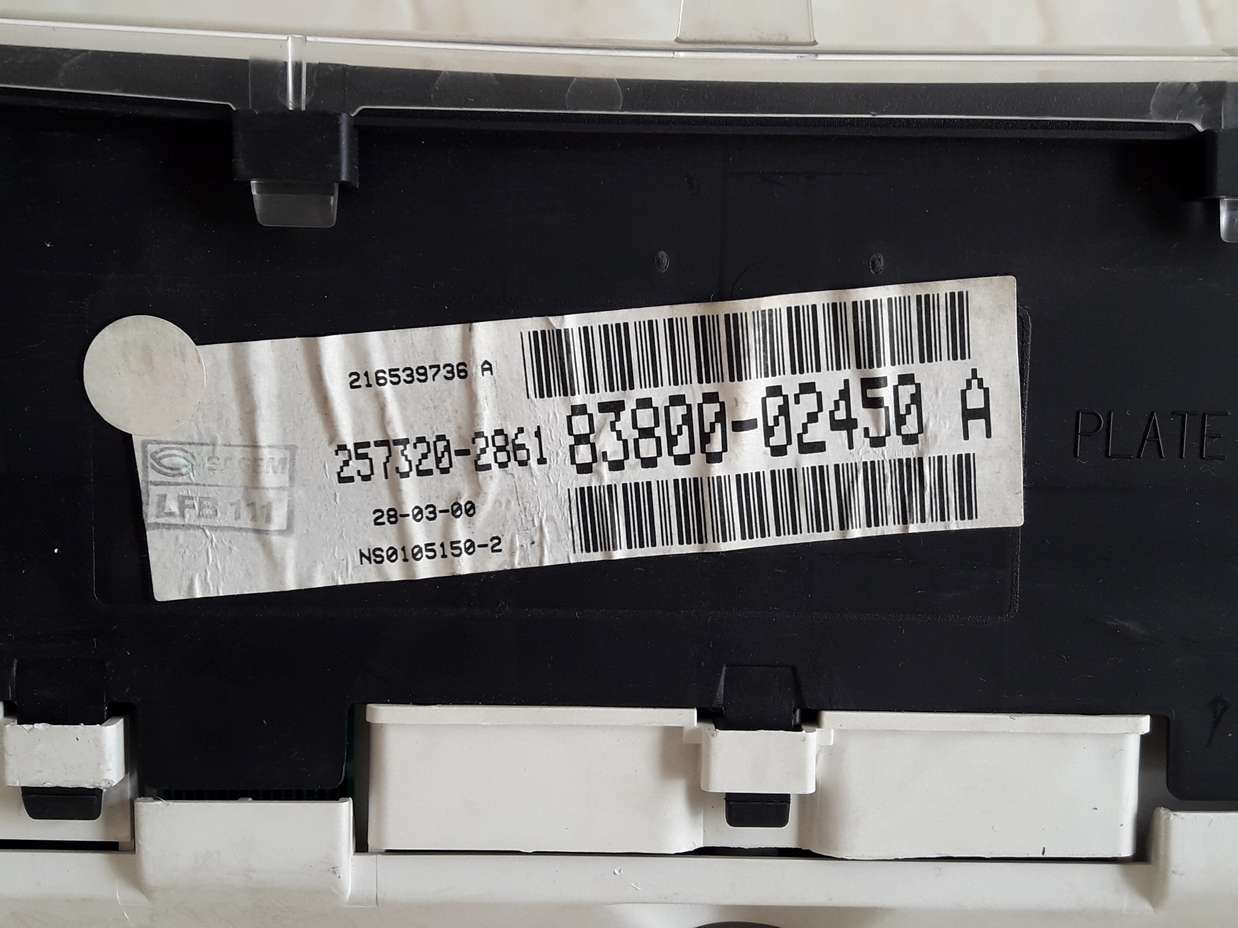 216539736 A
257320-2861
83800-02450 A
28-03-00
NS0105150-2
SAGEM
LFB 111
PLATE